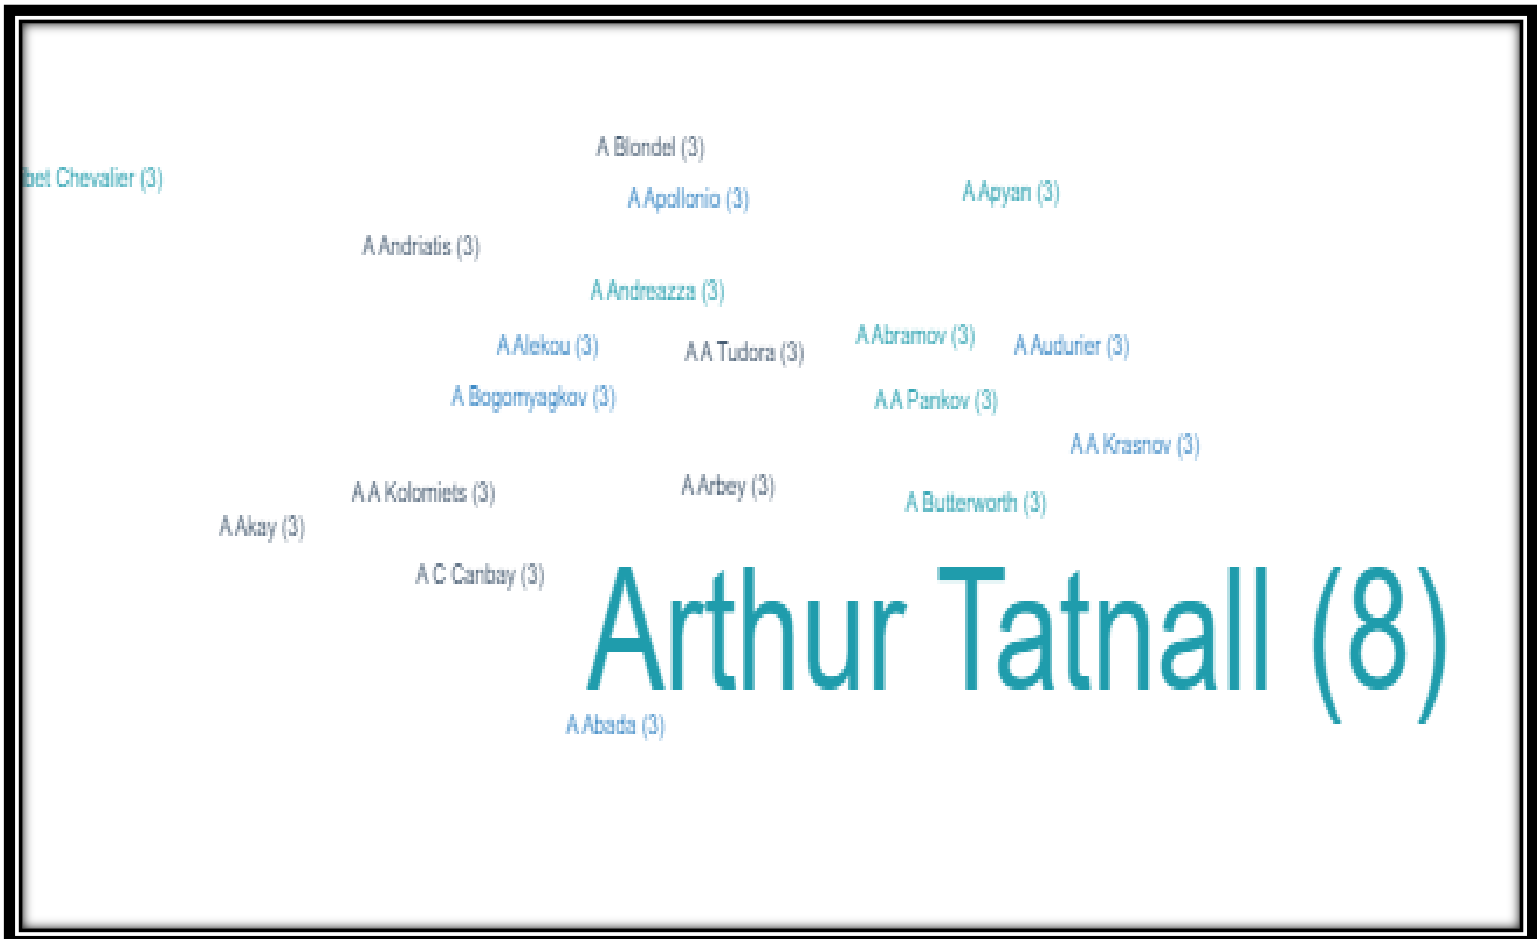 A Blondel (3)
bet Chevalier (3)
A Apollonio (3)
A Apyan (3)
A Andriatis (3)
A Andreazza (3)
A Abramov (3)
A Alekou (3)
A A Tudora (3)
A Audurier (3)
A Bogomyagkov (3)
A A Pankov (3)
A A Krasnov (3)
A A Kolomiets (3)
A Arbey (3)
A Butterworth (3)
A Akay (3)
A C Canbay (3)
Arthur Tatnall (8)
A Abada (3)